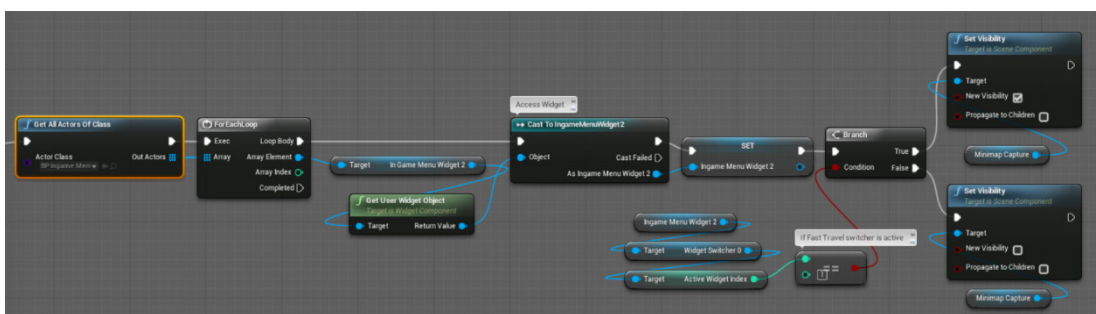 Get All Actors Of Class
Actor Class
Out Actors
ForEachLoop
Exec
Loop Body
Array
Array Element
Array Index
Completed
Target
In Game Menu Widget 2
Get User Widget Object
Target is Widget Component
Target
Return Value
Access Widget
Cast To IngameMenuWidget2
Object
Cast Failed
As Ingame Menu Widget 2
SET
Ingame Menu Widget 2
Ingame Menu Widget 2
Target
Widget Switcher 0
Target
Active Widget Index
If Fast Travel switcher is active
==
Branch
True
Condition
False
Set Visibility
Target is Scene Component
Target
New Visibility
Propagate to Children
Minimap Capture
Set Visibility
Target is Scene Component
Target
New Visibility
Propagate to Children
Minimap Capture